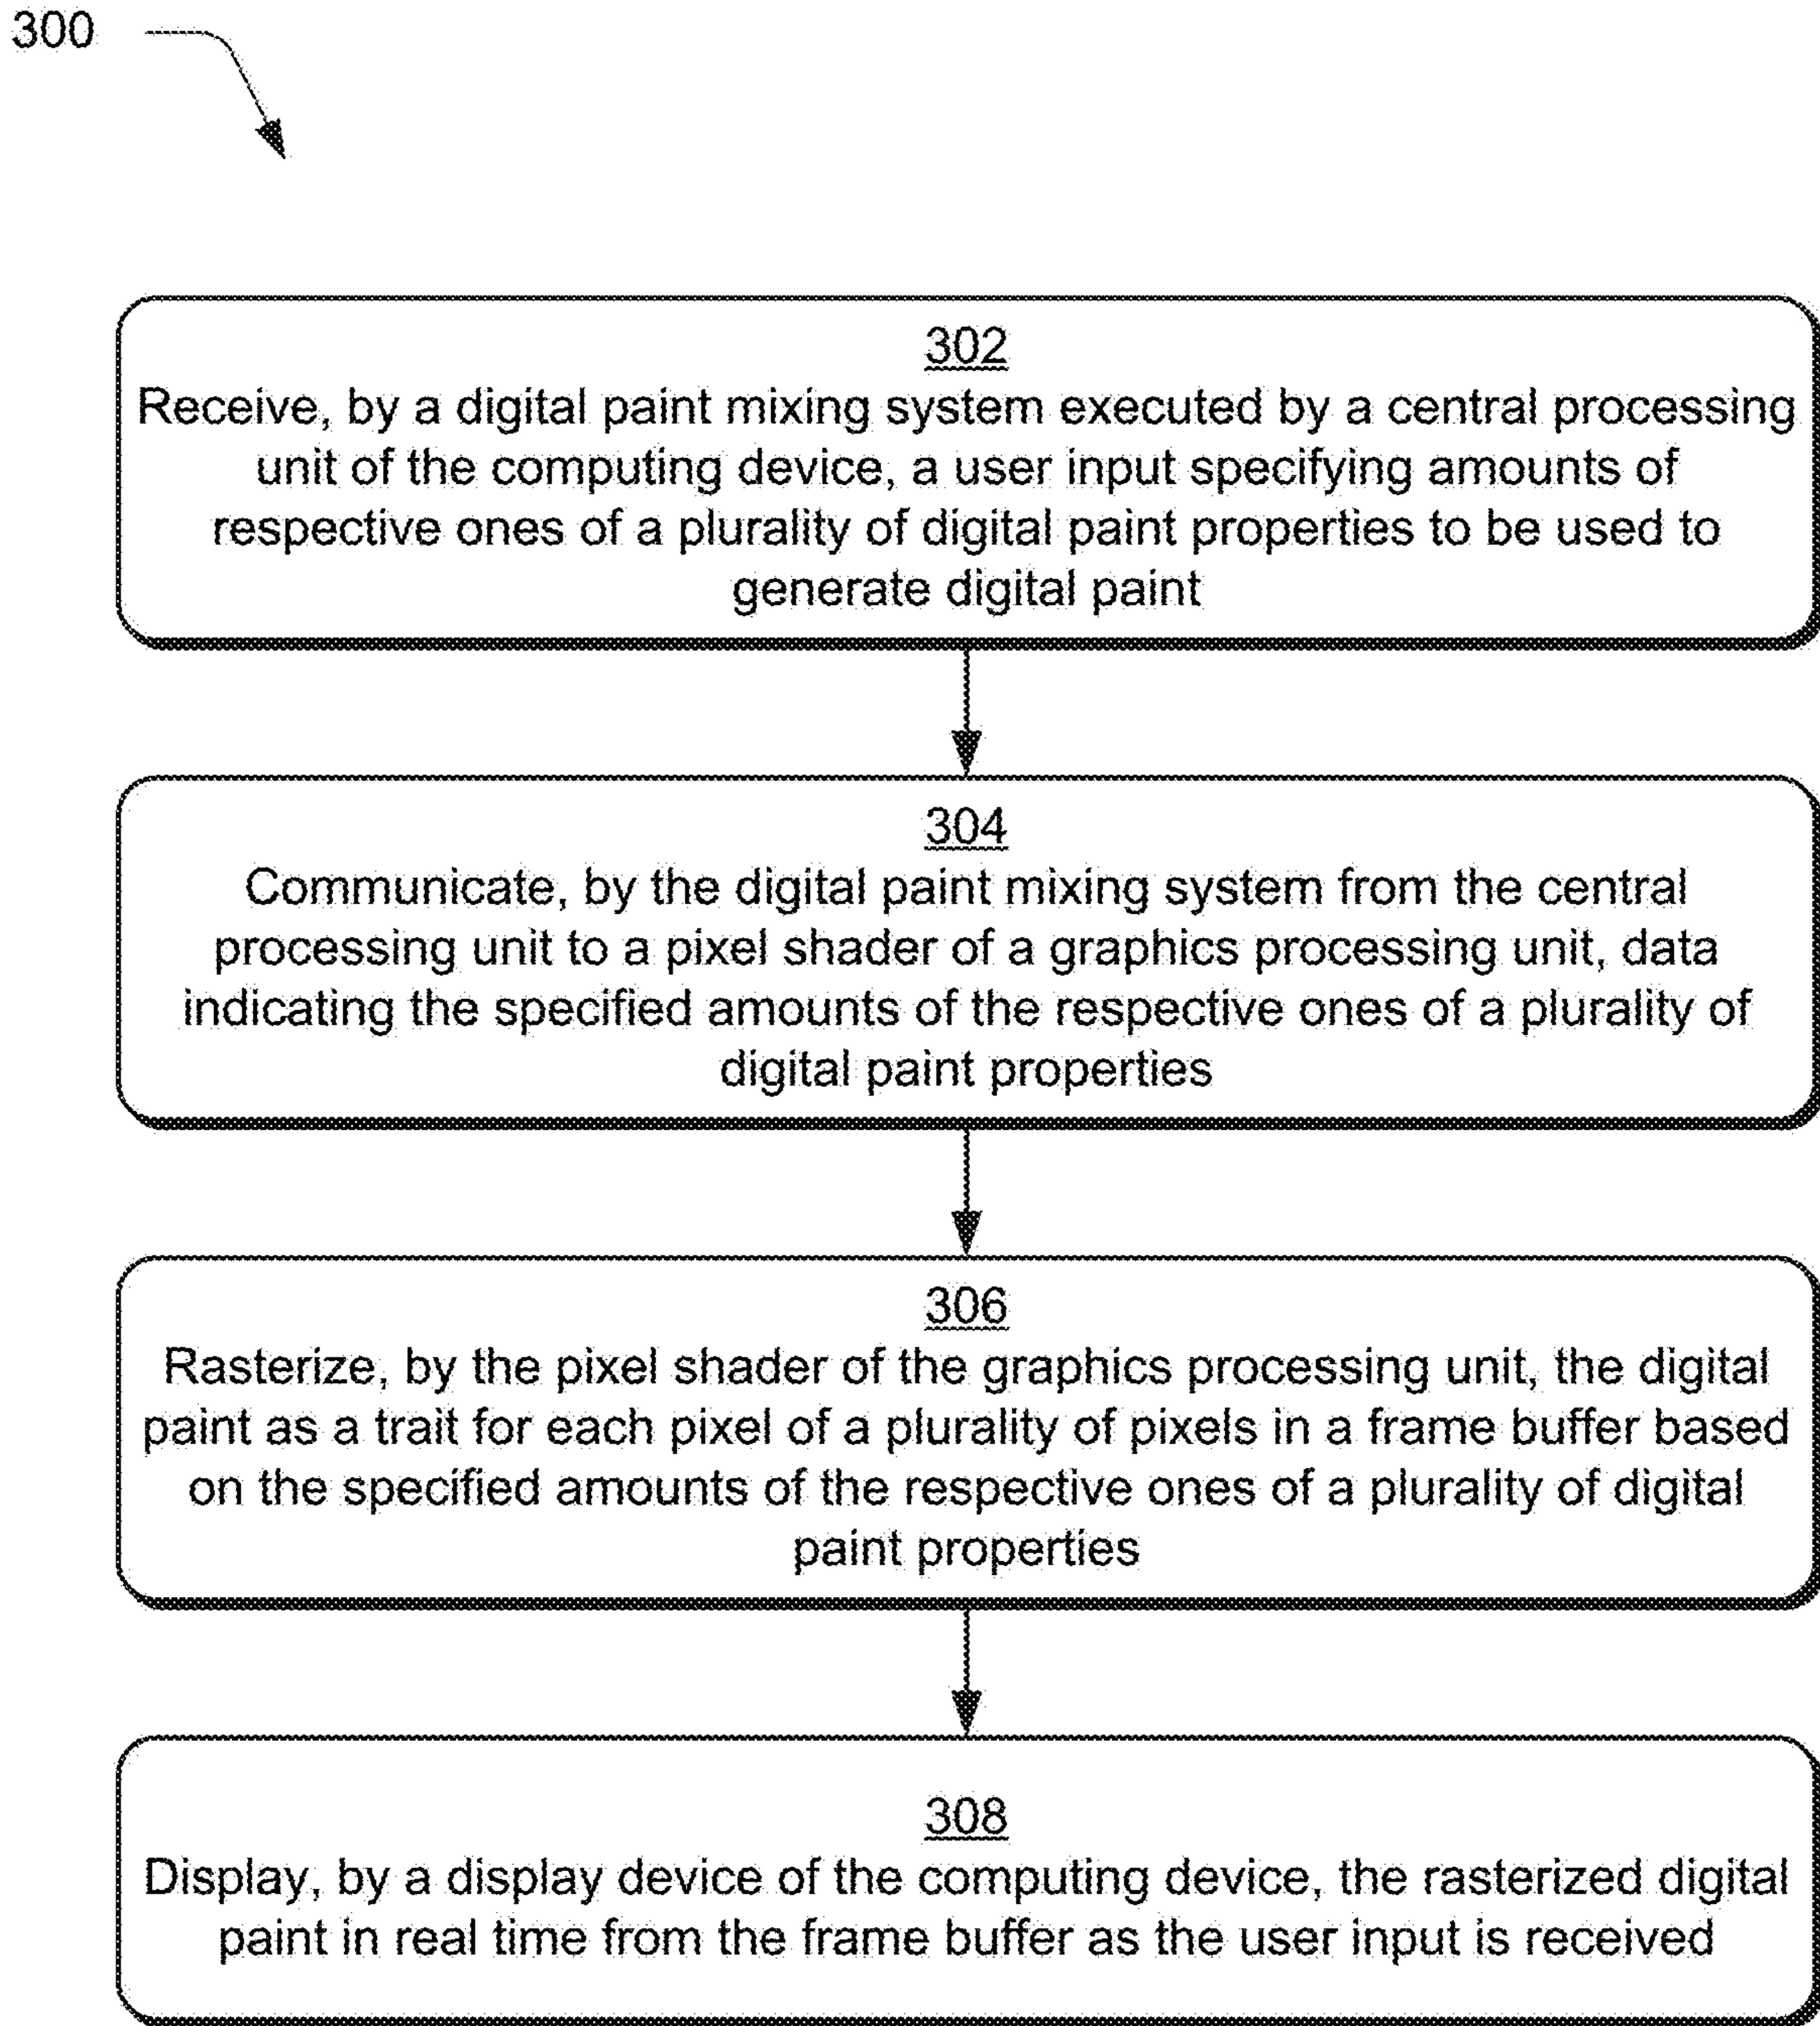 300
302
Receive, by a digital paint mixing system executed by a central processing
unit of the computing device, a user input specifying amounts of
respective ones of a plurality of digital paint properties to be used to
generate digital paint
304
Communicate, by the digital paint mixing system from the central
processing unit to a pixel shader of a graphics processing unit, data
indicating the specified amounts of the respective ones of a plurality of
digital paint properties
306
Rasterize, by the pixel shader of the graphics processing unit, the digital
paint as a trait for each pixel of a plurality of pixels in a frame buffer based
on the specified amounts of the respective ones of a plurality of digital
paint properties
308
Display, by a display device of the computing device, the rasterized digital
paint in real time from the frame buffer as the user input is received